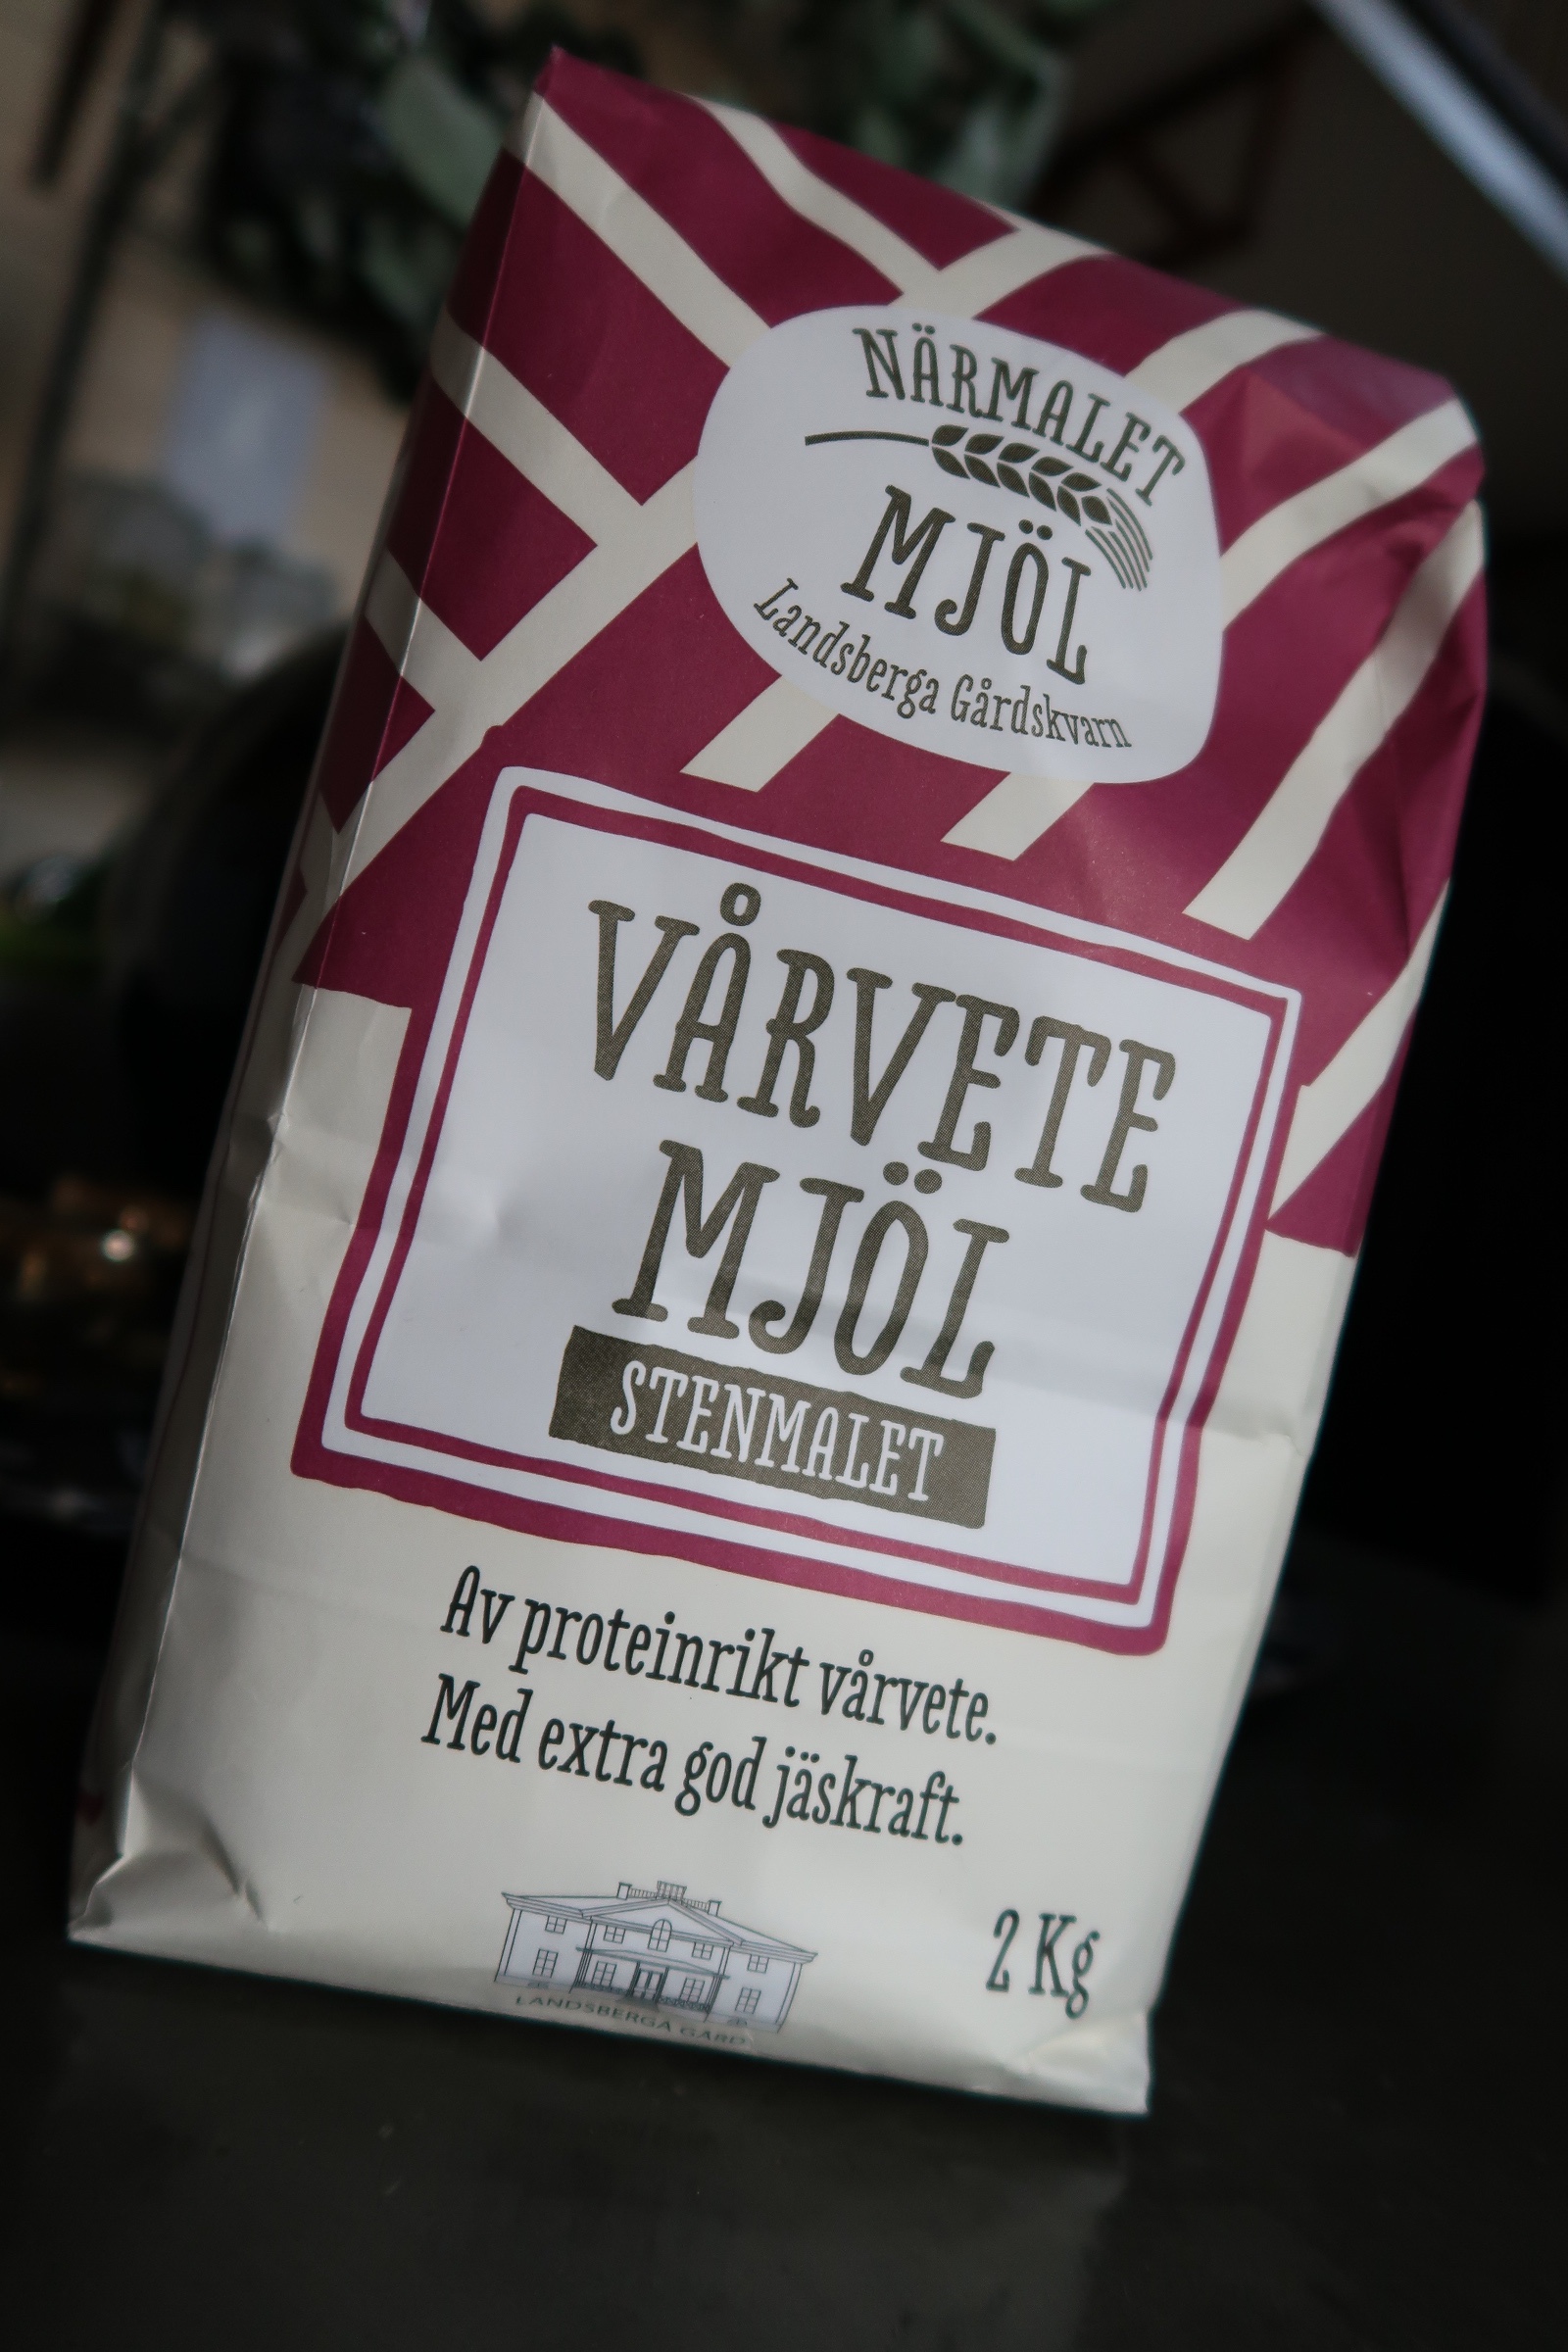 NÄRMALET
MJÖL
Landsberga Gårdskvarn
VÅRVETE
MJÖL
STENMALET
Av proteinrikt vårvete.
Med extra god jäskraft.
2 Kg
LANDSBERGA GÅRD